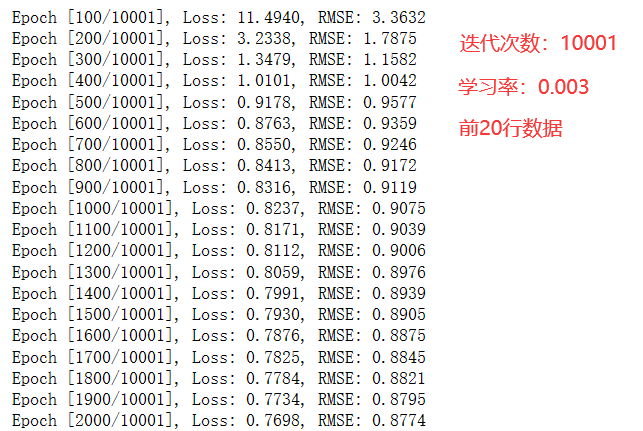 Epoch [100/10001], Loss: 11.4940, RMSE: 3.3632
Epoch [200/10001], Loss: 3.2338, RMSE: 1.7875
Epoch [300/10001], Loss: 1.3479, RMSE: 1.1582
Epoch [400/10001], Loss: 1.0101, RMSE: 1.0042
Epoch [500/10001], Loss: 0.9178, RMSE: 0.9577
Epoch [600/10001], Loss: 0.8763, RMSE: 0.9359
Epoch [700/10001], Loss: 0.8550, RMSE: 0.9246
Epoch [800/10001], Loss: 0.8413, RMSE: 0.9172
Epoch [900/10001], Loss: 0.8316, RMSE: 0.9119
Epoch [1000/10001], Loss: 0.8237, RMSE: 0.9075
Epoch [1100/10001], Loss: 0.8171, RMSE: 0.9039
Epoch [1200/10001], Loss: 0.8112, RMSE: 0.9006
Epoch [1300/10001], Loss: 0.8059, RMSE: 0.8976
Epoch [1400/10001], Loss: 0.7991, RMSE: 0.8939
Epoch [1500/10001], Loss: 0.7930, RMSE: 0.8905
Epoch [1600/10001], Loss: 0.7876, RMSE: 0.8875
Epoch [1700/10001], Loss: 0.7825, RMSE: 0.8845
Epoch [1800/10001], Loss: 0.7784, RMSE: 0.8821
Epoch [1900/10001], Loss: 0.7734, RMSE: 0.8795
Epoch [2000/10001], Loss: 0.7698, RMSE: 0.8774
迭代次数：10001
学习率：0.003
前20行数据